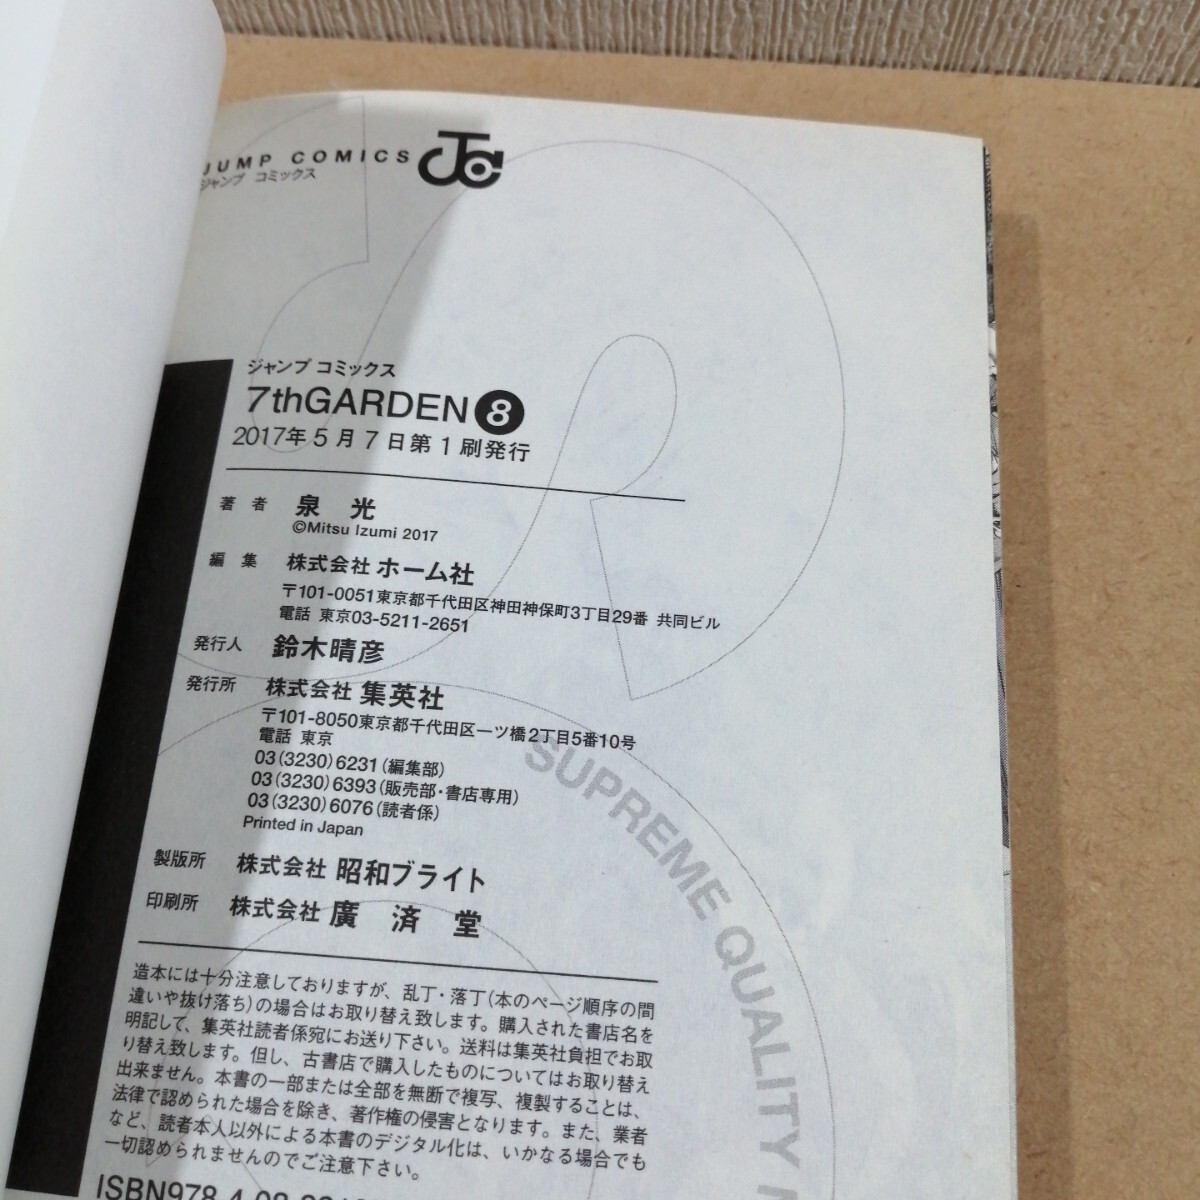 JUMP COMICS
ジャンプ コミックス
ジャンプ コミックス
7thGARDEN 8
2017年5月7日第1刷発行
著者 泉 光
©Mitsu Izumi 2017
編集 株式会社 ホーム社
〒101-0051東京都千代田区神田神保町3丁目29番 共同ビル
電話 東京03-5211-2651
発行人 鈴木晴彦
発行所 株式会社 集英社
〒101-8050東京都千代田区一ツ橋2丁目5番10号
電話 東京
03(3230)6231(編集部)
03(3230)6393(販売部・書店専用)
03(3230)6076(読者係)
Printed in Japan
製版所 株式会社 昭和ブライト
印刷所 株式会社 廣済堂
造本には十分注意しておりますが、乱丁・落丁(本のページ順序の間
違いや抜け落ち)の場合はお取り替え致します。購入された書店名を
明記して、集英社読者係宛にお送り下さい。送料は集英社負担でお取
り替え致します。但し、古書店で購入したものについてはお取り替え
出来ません。本書の一部または全部を無断で複写、複製することは、
法律で認められた場合を除き、著作権の侵害となります。また、業者
など、読者本人以外による本書のデジタル化は、いかなる場合でも
一切認められませんのでご注意下さい。
ISBN978-4-08-
SUPREME QUALITY